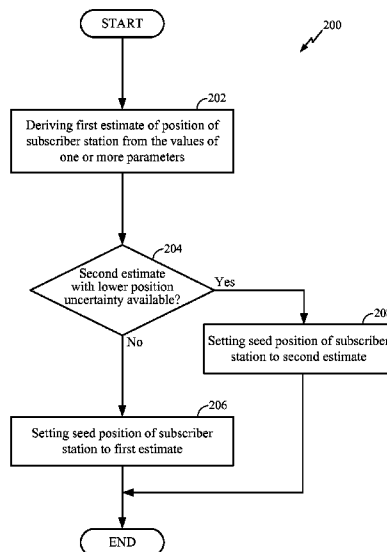 START
200
202
Deriving first estimate of position of
subscriber station from the values of
one or more parameters
204
Second estimate
with lower position
uncertainty available?
Yes
No
Setting seed position of subscriber
station to second estimate
206
Setting seed position of subscriber
station to first estimate
END